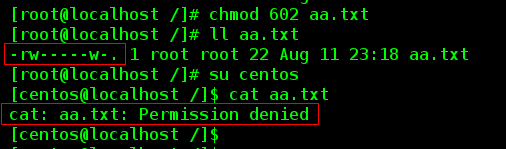 [root@localhost /]# chmod 602 aa.txt
[root@localhost /]# ll aa.txt
-rw-----w-. 1 root root 22 Aug 11 23:18 aa.txt
[root@localhost /]# su centos
[centos@localhost /]$ cat aa.txt
cat: aa.txt: Permission denied
[centos@localhost /]$
[centos@localhost /]$